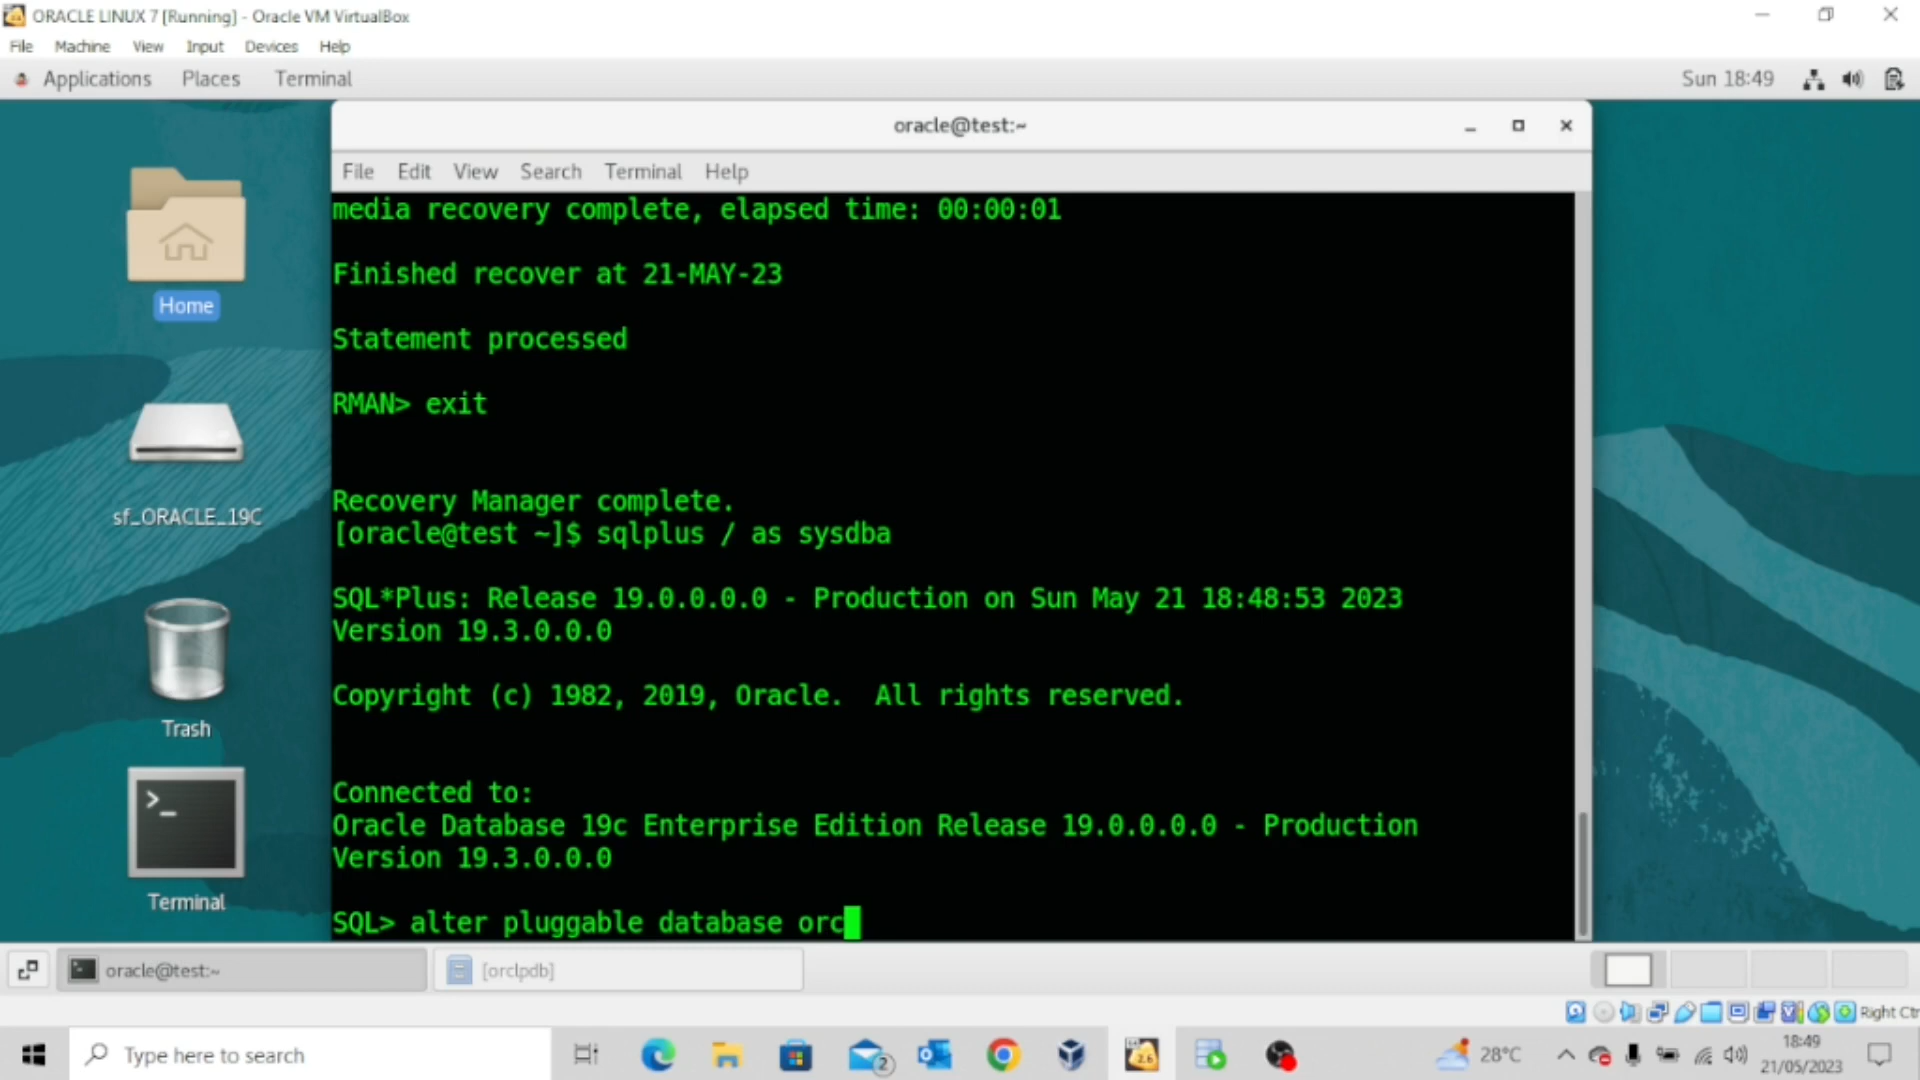 ORACLE LINUX 7 [Running] - Oracle VM VirtualBox
File Machine View Input Devices Help
Applications Places Terminal
Sun 18:49
oracle@test:~
File Edit View Search Terminal Help
media recovery complete, elapsed time: 00:00:01
Finished recover at 21-MAY-23
Statement processed
RMAN> exit
Recovery Manager complete.
[oracle@test ~]$ sqlplus / as sysdba
SQL*Plus: Release 19.0.0.0.0 - Production on Sun May 21 18:48:53 2023
Version 19.3.0.0.0
Copyright (c) 1982, 2019, Oracle.  All rights reserved.
Connected to:
Oracle Database 19c Enterprise Edition Release 19.0.0.0.0 - Production
Version 19.3.0.0.0
SQL> alter pluggable database orc
Home
sf_ORACLE_19C
Trash
Terminal
oracle@test:~
[orclpdb]
Right Ctr
Type here to search
2
2.6
28°C
18:49
21/05/2023